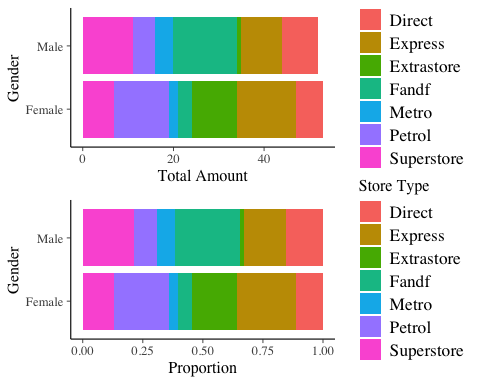 Gender
Male
Female
0
20
40
Total Amount
Direct
Express
Extrastore
Fandf
Metro
Petrol
Superstore
Gender
Male
Female
0.00
0.25
0.50
0.75
1.00
Proportion
Store Type
Direct
Express
Extrastore
Fandf
Metro
Petrol
Superstore